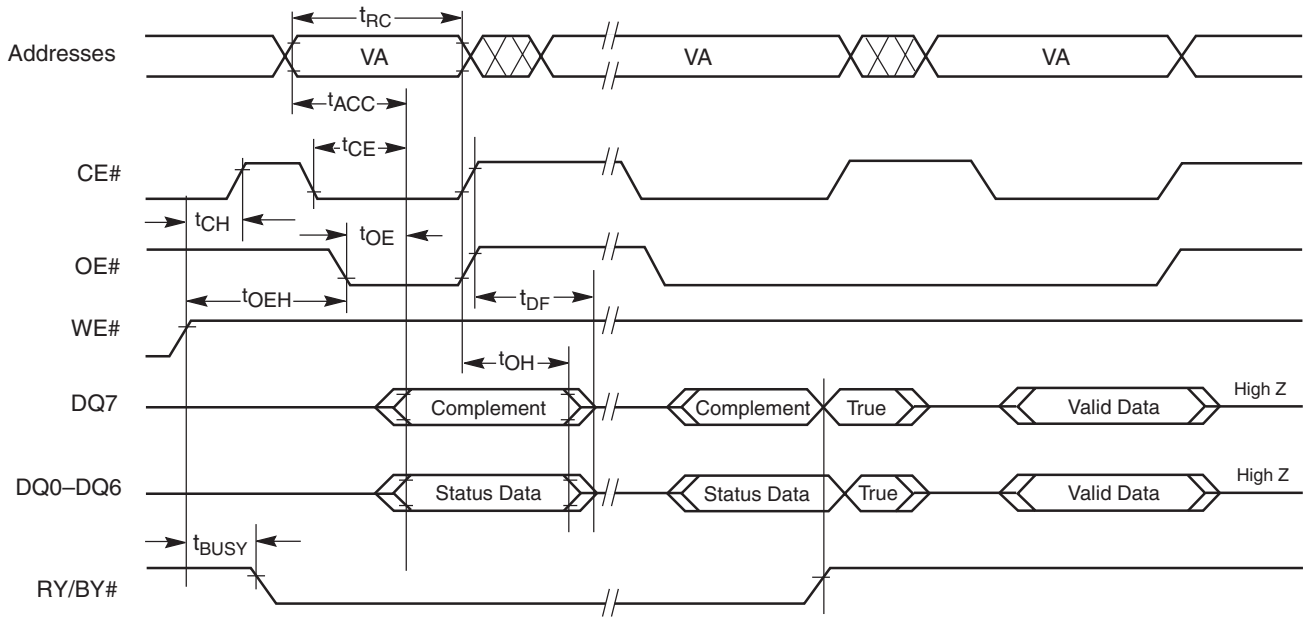 tRC
Addresses VA VA VA
tACC
tCE
CE#
tCH tOE
OE#
tOEH tDF
WE#
tOH
DQ7 Complement Complement True Valid Data High Z
DQ0–DQ6 Status Data Status Data True Valid Data High Z
tBUSY
RY/BY#